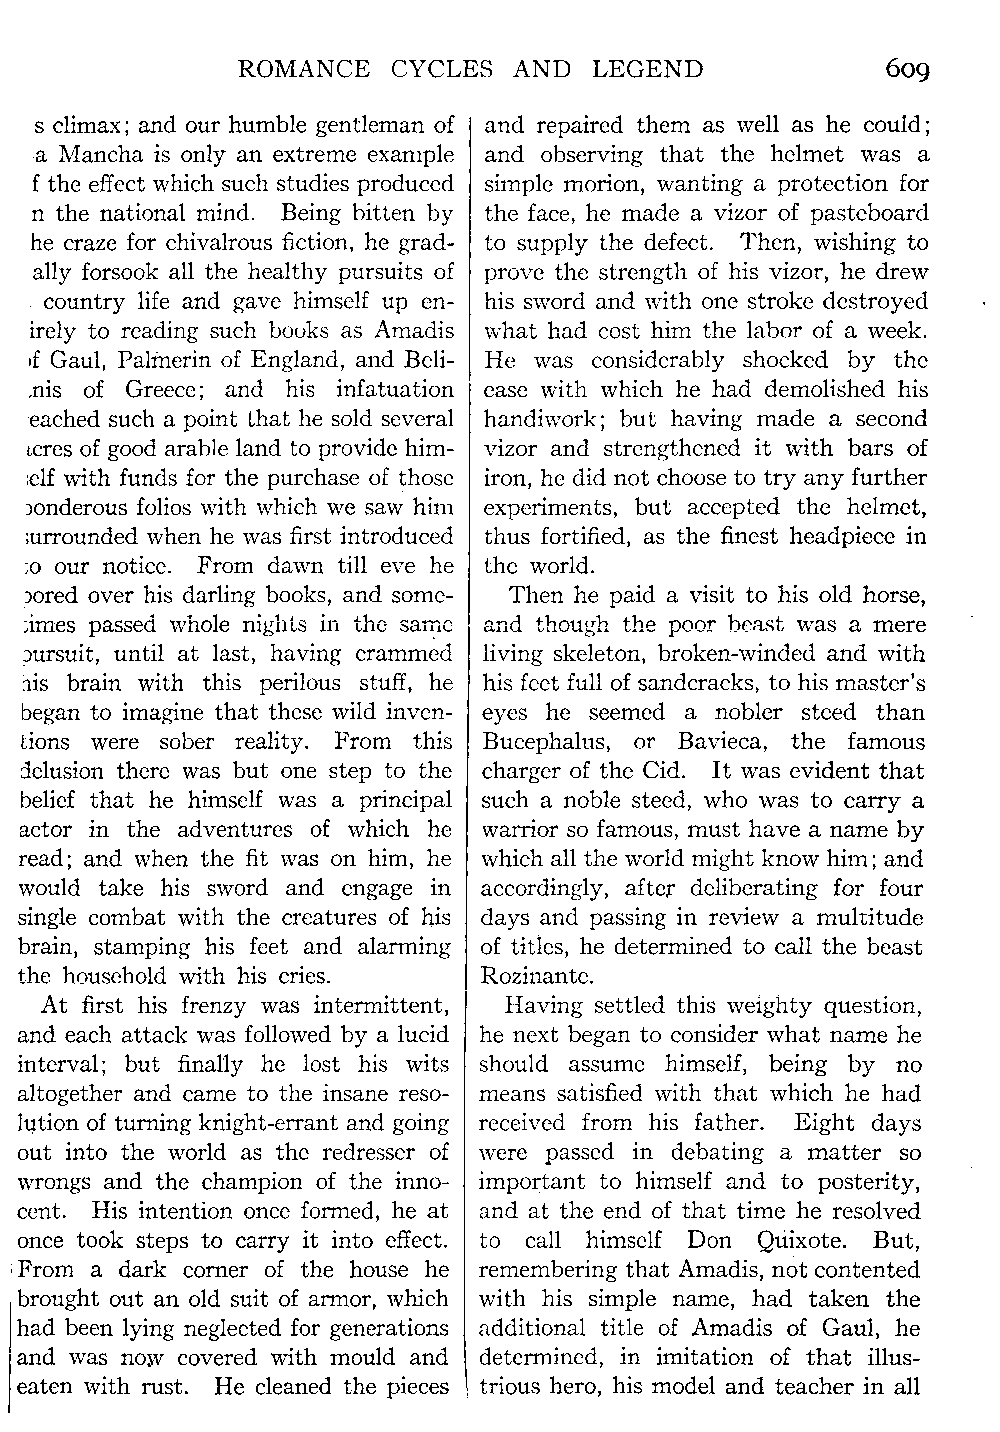 ROMANCE CYCLES AND LEGEND 609
s climax; and our humble gentleman of
a Mancha is only an extreme example
f the effect which such studies produced
n the national mind. Being bitten by
he craze for chivalrous fiction, he grad-
ally forsook all the healthy pursuits of
country life and gave himself up en-
irely to reading such books as Amadis
f Gaul, Palmerin of England, and Beli-
nis of Greece; and his infatuation
eached such a point that he sold several
acres of good arable land to provide him-
self with funds for the purchase of those
ponderous folios with which we saw him
surrounded when he was first introduced
to our notice. From dawn till eve he
pored over his darling books, and some-
times passed whole nights in the same
pursuit, until at last, having crammed
his brain with this perilous stuff, he
began to imagine that these wild inven-
tions were sober reality. From this
delusion there was but one step to the
belief that he himself was a principal
actor in the adventures of which he
read; and when the fit was on him, he
would take his sword and engage in
single combat with the creatures of his
brain, stamping his feet and alarming
the household with his cries.
At first his frenzy was intermittent,
and each attack was followed by a lucid
interval; but finally he lost his wits
altogether and came to the insane reso-
lution of turning knight-errant and going
out into the world as the redresser of
wrongs and the champion of the inno-
cent. His intention once formed, he at
once took steps to carry it into effect.
From a dark corner of the house he
brought out an old suit of armor, which
had been lying neglected for generations
and was now covered with mould and
eaten with rust. He cleaned the pieces
and repaired them as well as he could;
and observing that the helmet was a
simple morion, wanting a protection for
the face, he made a vizor of pasteboard
to supply the defect. Then, wishing to
prove the strength of his vizor, he drew
his sword and with one stroke destroyed
what had cost him the labor of a week.
He was considerably shocked by the
ease with which he had demolished his
handiwork; but having made a second
vizor and strengthened it with bars of
iron, he did not choose to try any further
experiments, but accepted the helmet,
thus fortified, as the finest headpiece in
the world.
Then he paid a visit to his old horse,
and though the poor beast was a mere
living skeleton, broken-winded and with
his feet full of sandcracks, to his master's
eyes he seemed a nobler steed than
Bucephalus, or Bavieca, the famous
charger of the Cid. It was evident that
such a noble steed, who was to carry a
warrior so famous, must have a name by
which all the world might know him; and
accordingly, after deliberating for four
days and passing in review a multitude
of titles, he determined to call the beast
Rozinante.
Having settled this weighty question,
he next began to consider what name he
should assume himself, being by no
means satisfied with that which he had
received from his father. Eight days
were passed in debating a matter so
important to himself and to posterity,
and at the end of that time he resolved
to call himself Don Quixote. But,
remembering that Amadis, not contented
with his simple name, had taken the
additional title of Amadis of Gaul, he
determined, in imitation of that illus-
trious hero, his model and teacher in all